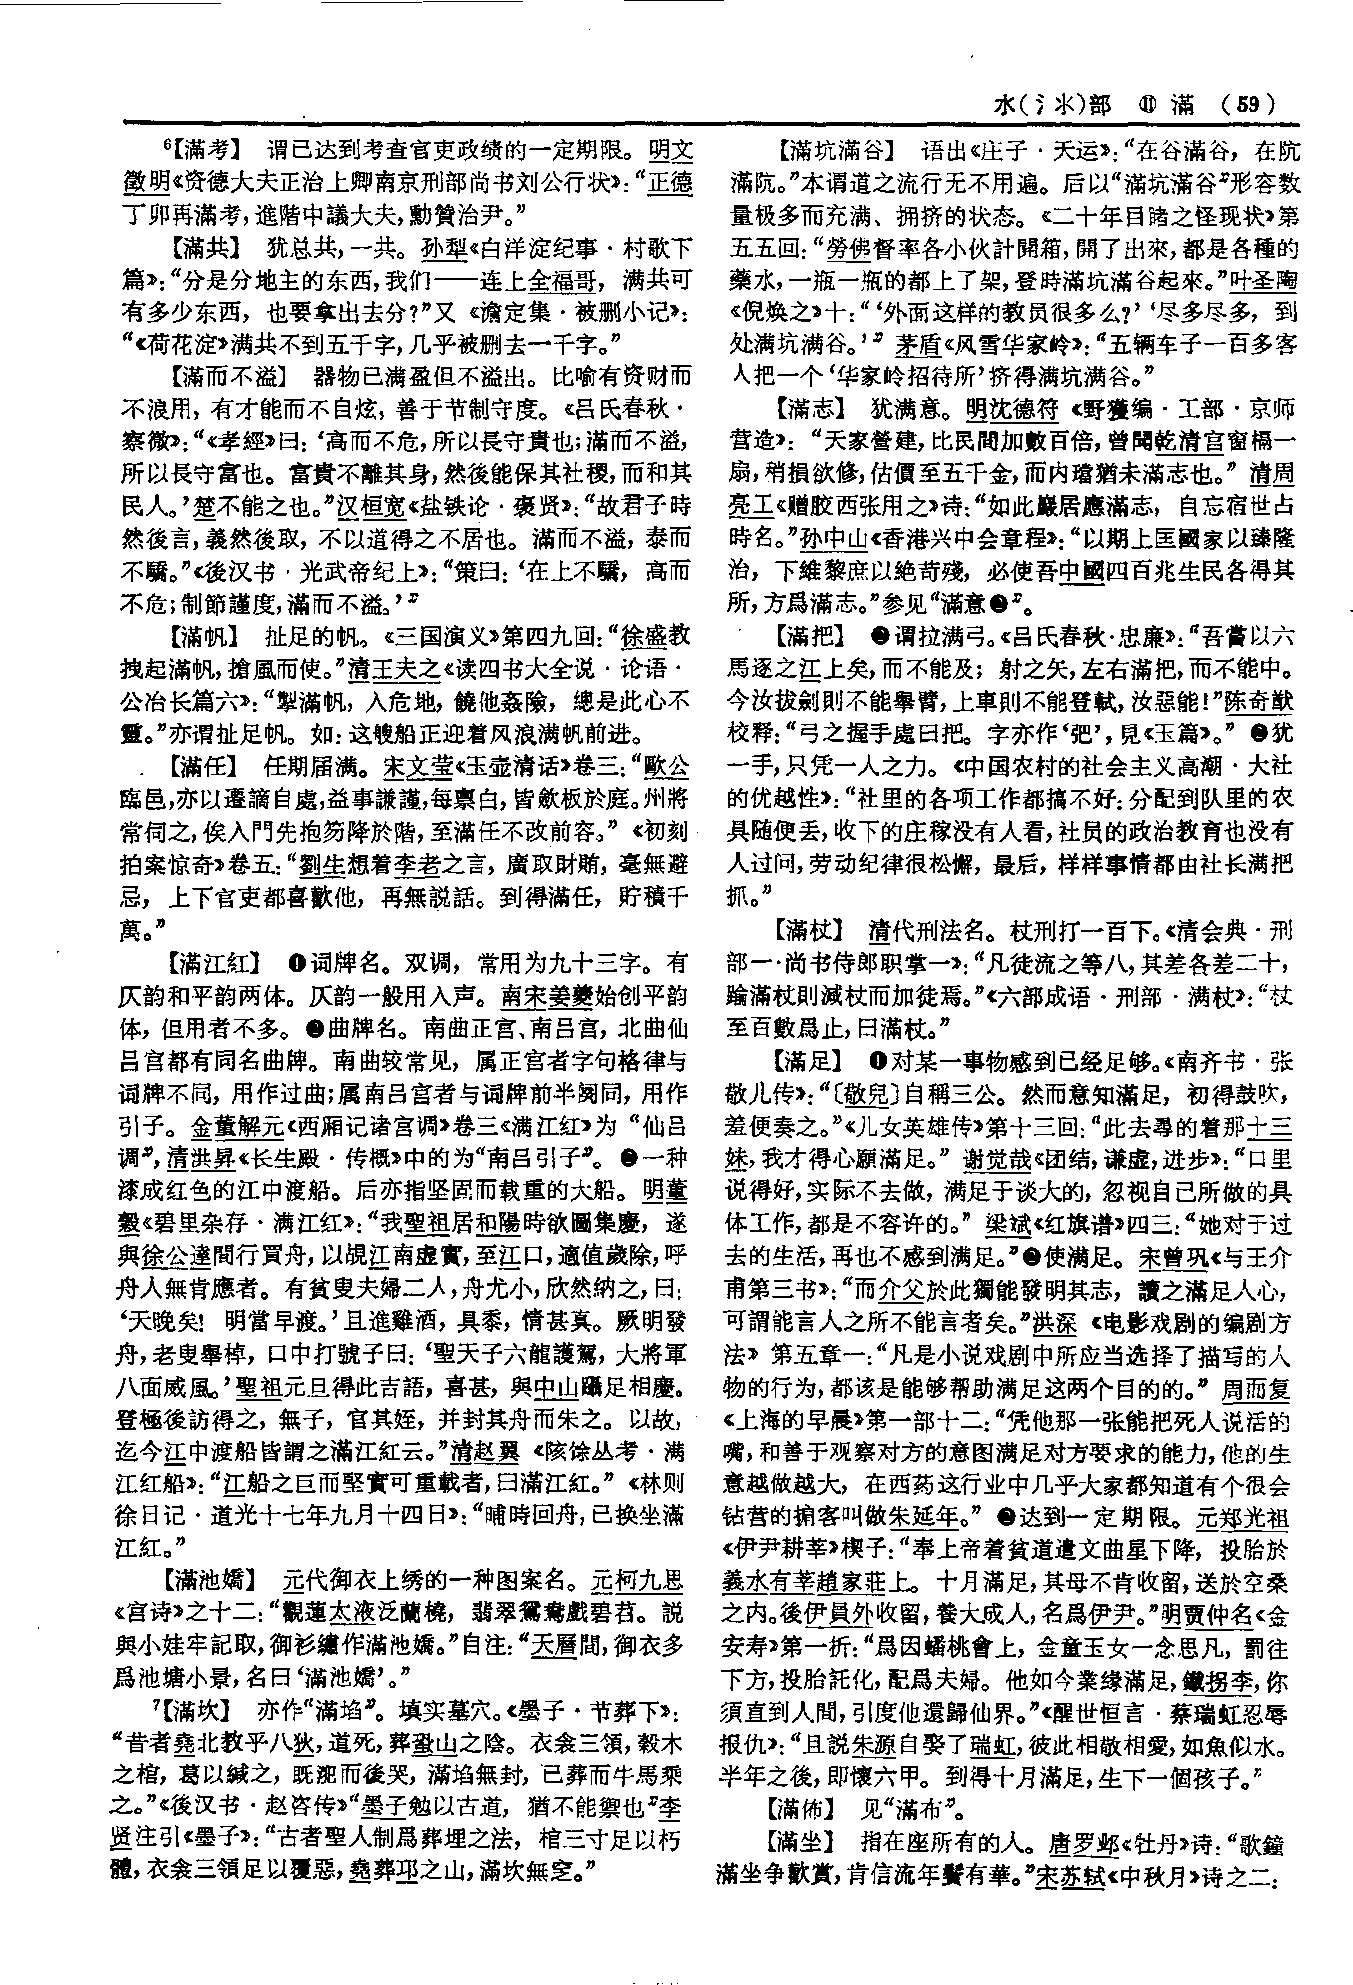 水(氵氺)部 ⑪ 滿 (59)
⁶【滿考】 谓已达到考查官吏政绩的一定期限。明文
徵明《资德大夫正治上卿南京刑部尚书刘公行状》：“正德
丁卯再滿考，進階中議大夫，勳贊治尹。”
【滿共】 犹总共，一共。孙犁《白洋淀纪事·村歌下
篇》：“分是分地主的东西，我们——连上全福哥，满共可
有多少东西，也要拿出去分？”又《澹定集·被删小记》：
“《荷花淀》满共不到五千字，几乎被删去一千字。”
【滿而不溢】 器物已满盈但不溢出。比喻有资财而
不浪用，有才能而不自炫，善于节制守度。《吕氏春秋·
察微》：“《孝經》曰：‘高而不危，所以長守貴也；滿而不溢，
所以長守富也。富貴不離其身，然後能保其社稷，而和其
民人。’楚不能之也。”汉桓宽《盐铁论·褒贤》：“故君子時
然後言，義然後取，不以道得之不居也。滿而不溢，泰而
不驕。”《後汉书·光武帝纪上》：“策曰：‘在上不驕，高而
不危；制節謹度，滿而不溢。’”
【滿帆】 扯足的帆。《三国演义》第四九回：“徐盛教
拽起滿帆，搶風而使。”清王夫之《读四书大全说·论语·
公冶长篇六》：“掣滿帆，入危地，饒他姦險，總是此心不
靈。”亦谓扯足帆。如：这艘船正迎着风浪满帆前进。
【滿任】 任期届满。宋文莹《玉壶清话》卷三：“歐公
臨邑，亦以遷謫自處，益事謙謹，每禀白，皆斂板於庭。州將
常伺之，俟入門先抱笏降於階，至滿任不改前容。”《初刻
拍案惊奇》卷五：“劉生想着李老之言，廣取財賄，毫無避
忌，上下官吏都喜歡他，再無説話。到得滿任，貯積千
萬。”
【滿江紅】 ❶词牌名。双调，常用为九十三字。有
仄韵和平韵两体。仄韵一般用入声。南宋姜夔始创平韵
体，但用者不多。❷曲牌名。南曲正宫、南吕宫，北曲仙
吕宫都有同名曲牌。南曲较常见，属正宫者字句格律与
词牌不同，用作过曲；属南吕宫者与词牌前半阕同，用作
引子。金董解元《西厢记诸宫调》卷三《满江红》为“仙吕
调”，清洪昇《长生殿·传概》中的为“南吕引子”。❸一种
漆成红色的江中渡船。后亦指坚固而载重的大船。明董
穀《碧里杂存·满江红》：“我聖祖居和陽時欲圖集慶，遂
與徐公達間行買舟，以覘江南虚實，至江口，適值歲除，呼
舟人無肯應者。有貧叟夫婦二人，舟尤小，欣然納之，曰：
‘天晚矣！明當早渡。’且進雞酒，具黍，情甚真。厥明發
舟，老叟舉棹，口中打號子曰：‘聖天子六龍護駕，大將軍
八面威風。’聖祖元旦得此吉語，喜甚，與中山躡足相慶。
登極後訪得之，無子，官其姪，并封其舟而朱之。以故，
迄今江中渡船皆謂之滿江紅云。”清赵翼《陔馀丛考·满
江红船》：“江船之巨而堅實可重載者，曰滿江紅。”《林则
徐日记·道光十七年九月十四日》：“晡時回舟，已换坐滿
江紅。”
【滿池嬌】 元代御衣上绣的一种图案名。元柯九思
《宫诗》之十二：“觀蓮太液泛蘭橈，翡翠鴛鴦戲碧苕。説
與小娃牢記取，御衫繡作滿池嬌。”自注：“天曆間，御衣多
爲池塘小景，名曰‘滿池嬌’。”
⁷【滿坎】 亦作“滿埳”。填实墓穴。《墨子·节葬下》：
“昔者堯北教乎八狄，道死，葬蛩山之陰。衣衾三領，榖木
之棺，葛以緘之，既𣳜而後哭，滿埳無封，已葬而牛馬乘
之。”《後汉书·赵咨传》“墨子勉以古道，猶不能禦也”李
贤注引《墨子》：“古者聖人制爲葬埋之法，棺三寸足以朽
體，衣衾三領足以覆惡，堯葬邛之山，滿坎無窆。”
【滿坑滿谷】 语出《庄子·天运》：“在谷滿谷，在阬
滿阬。”本谓道之流行无不用遍。后以“滿坑滿谷”形容数
量极多而充满、拥挤的状态。《二十年目睹之怪现状》第
五五回：“勞佛督率各小伙計開箱，開了出來，都是各種的
藥水，一瓶一瓶的都上了架，登時滿坑滿谷起來。”叶圣陶
《倪焕之》十：“‘外面这样的教员很多么？’‘尽多尽多，到
处满坑满谷。’” 茅盾《风雪华家岭》：“五辆车子一百多客
人把一个‘华家岭招待所’挤得满坑满谷。”
【滿志】 犹满意。明沈德符《野獲编·工部·京师
营造》：“天家營建，比民間加數百倍，曾聞乾清宫窗槅一
扇，稍損欲修，估價至五千金，而内璫猶未滿志也。”清周
亮工《赠胶西张用之》诗：“如此巖居應滿志，自忘宿世占
時名。”孙中山《香港兴中会章程》：“以期上匡國家以臻隆
治，下維黎庶以絶苛殘，必使吾中國四百兆生民各得其
所，方爲滿志。”参见“滿意❷”。
【滿把】 ❶谓拉满弓。《吕氏春秋·忠廉》：“吾嘗以六
馬逐之江上矣，而不能及；射之矢，左右滿把，而不能中。
今汝拔劍則不能舉臂，上車則不能登軾，汝惡能！”陈奇猷
校释：“弓之握手處曰把。字亦作‘弝’，見《玉篇》。”❷犹
一手，只凭一人之力。《中国农村的社会主义高潮·大社
的优越性》：“社里的各项工作都搞不好：分配到队里的农
具随便丢，收下的庄稼没有人看，社员的政治教育也没有
人过问，劳动纪律很松懈，最后，样样事情都由社长满把
抓。”
【滿杖】 清代刑法名。杖刑打一百下。《清会典·刑
部一·尚书侍郎职掌一》：“凡徒流之等八，其差各差二十，
踰滿杖則減杖而加徒焉。”《六部成语·刑部·满杖》：“杖
至百數爲止，曰滿杖。”
【滿足】 ❶对某一事物感到已经足够。《南齐书·张
敬儿传》：“〔敬兒〕自稱三公。然而意知滿足，初得鼓吹，
羞便奏之。”《儿女英雄传》第十三回：“此去尋的着那十三
妹，我才得心願滿足。”谢觉哉《团结，谦虚，进步》：“口里
说得好，实际不去做，满足于谈大的，忽视自己所做的具
体工作，都是不容许的。”梁斌《红旗谱》四三：“她对于过
去的生活，再也不感到满足。”❷使满足。宋曾巩《与王介
甫第三书》：“而介父於此獨能發明其志，讀之滿足人心，
可謂能言人之所不能言者矣。”洪深《电影戏剧的编剧方
法》第五章一：“凡是小说戏剧中所应当选择了描写的人
物的行为，都该是能够帮助满足这两个目的的。”周而复
《上海的早晨》第一部十二：“凭他那一张能把死人说活的
嘴，和善于观察对方的意图满足对方要求的能力，他的生
意越做越大，在西药这行业中几乎大家都知道有个很会
钻营的掮客叫做朱延年。”❸达到一定期限。元郑光祖
《伊尹耕莘》楔子：“奉上帝着貧道遣文曲星下降，投胎於
義水有莘趙家莊上。十月滿足，其母不肯收留，送於空桑
之内。後伊員外收留，養大成人，名爲伊尹。”明贾仲名《金
安寿》第一折：“爲因蟠桃會上，金童玉女一念思凡，罰往
下方，投胎託化，配爲夫婦。他如今業缘滿足，鐵拐李，你
須直到人間，引度他還歸仙界。”《醒世恒言·蔡瑞虹忍辱
报仇》：“且説朱源自娶了瑞虹，彼此相敬相愛，如魚似水。
半年之後，即懷六甲。到得十月滿足，生下一個孩子。”
【滿佈】 见“滿布”。
【滿坐】 指在座所有的人。唐罗邺《牡丹》诗：“歌鐘
滿坐争歡賞，肯信流年鬢有華。”宋苏轼《中秋月》诗之二：